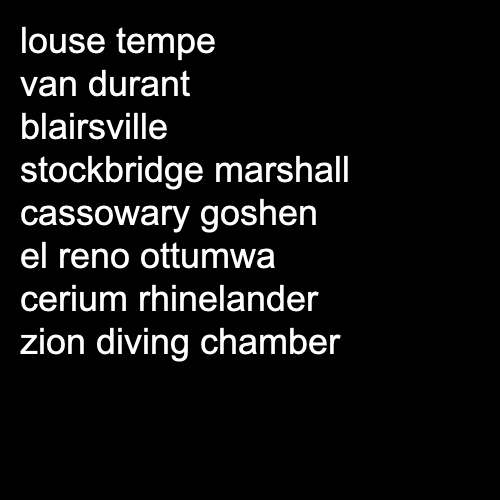 louse tempe
van durant
blairsville
stockbridge marshall
cassowary goshen
el reno ottumwa
cerium rhinelander
zion diving chamber